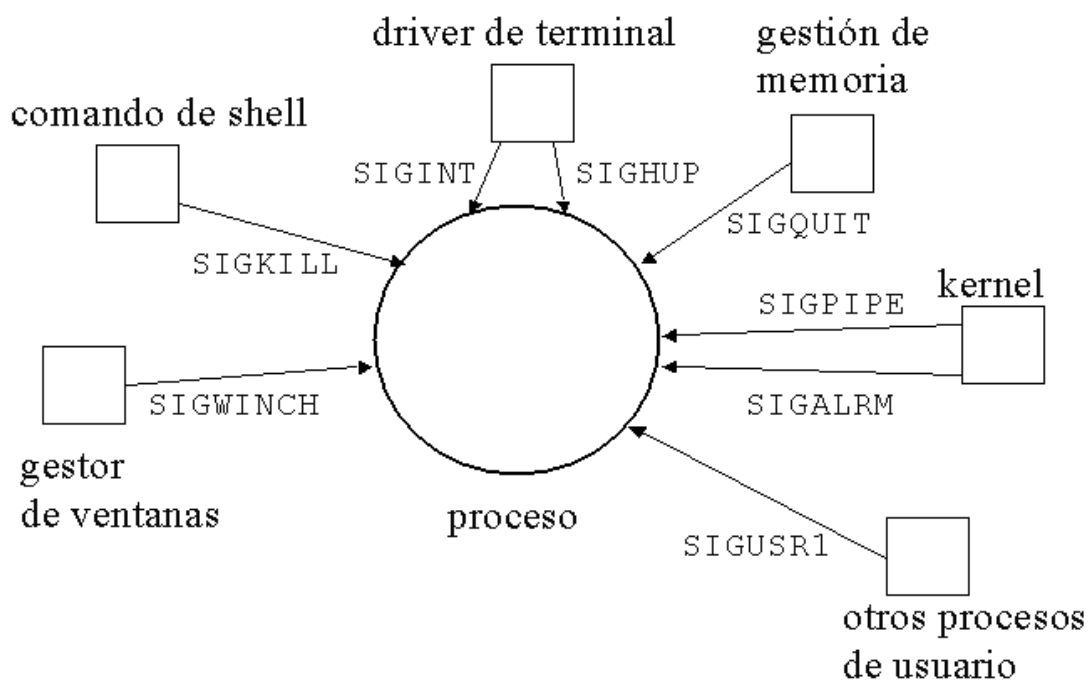 driver de terminal
gestión de
memoria
comando de shell
SIGINT
SIGHUP
SIGQUIT
SIGKILL
kernel
SIGPIPE
SIGWINCH
SIGALRM
gestor
de ventanas
proceso
SIGUSR1
otros procesos
de usuario